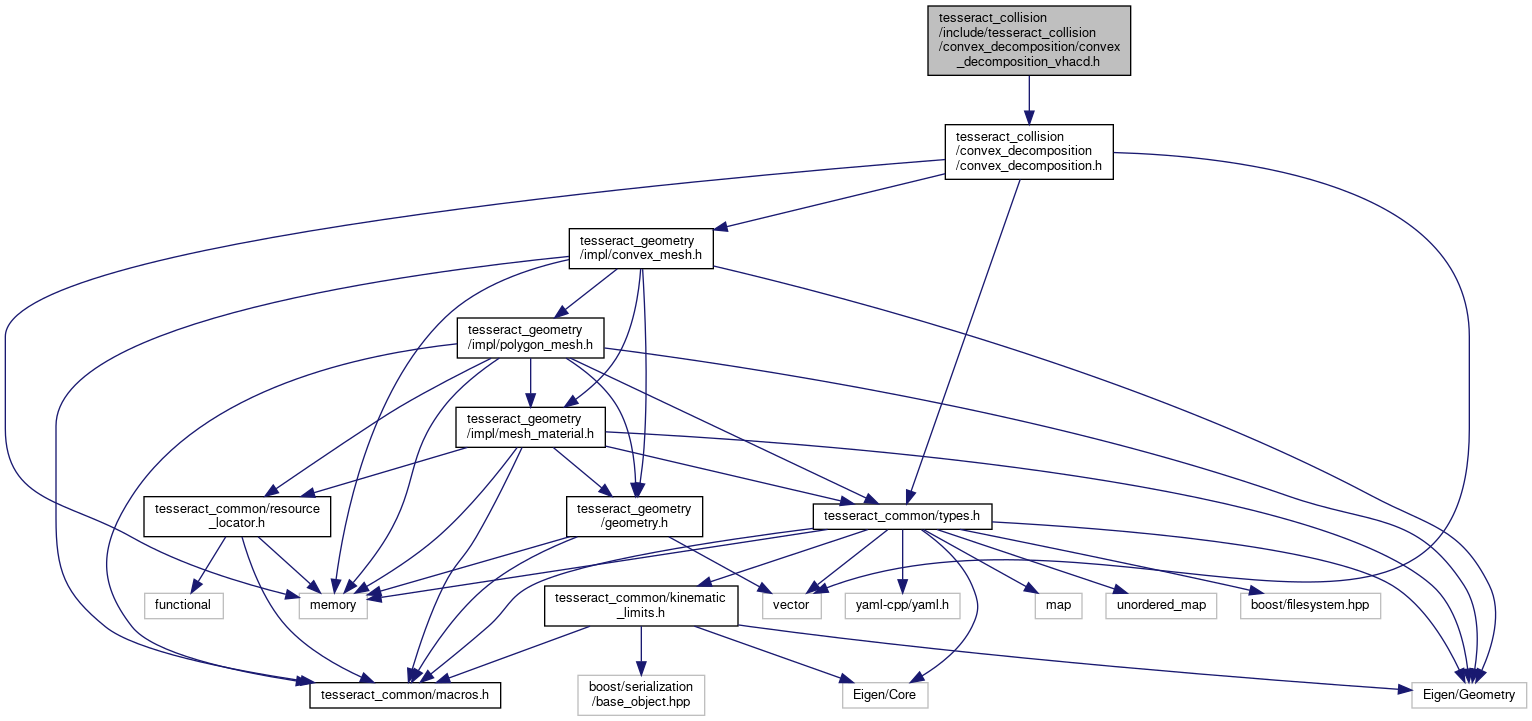 tesseract_collision
/include/tesseract_collision
/convex_decomposition/convex
_decomposition_vhacd.h
tesseract_collision
/convex_decomposition
/convex_decomposition.h
tesseract_geometry
/impl/convex_mesh.h
tesseract_geometry
/impl/polygon_mesh.h
tesseract_geometry
/impl/mesh_material.h
tesseract_common/resource
_locator.h
tesseract_geometry
/geometry.h
tesseract_common/types.h
functional
memory
tesseract_common/kinematic
_limits.h
vector
yaml-cpp/yaml.h
map
unordered_map
boost/filesystem.hpp
tesseract_common/macros.h
boost/serialization
/base_object.hpp
Eigen/Core
Eigen/Geometry